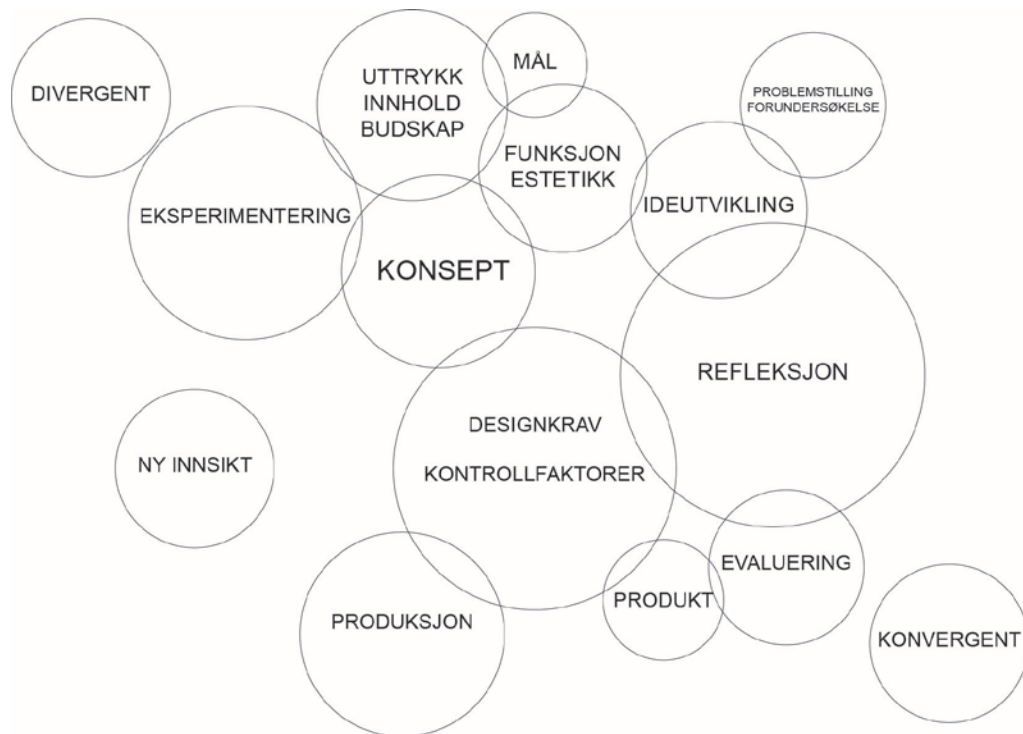 DIVERGENT
UTTRYKK
INNHOLD
BUDSKAP
MÅL
PROBLEMSTILLING
FORUNDERSØKELSE
FUNKSJON
ESTETIKK
EKSPERIMENTERING
IDEUTVIKLING
KONSEPT
REFLEKSJON
DESIGNKRAV
KONTROLLFAKTORER
NY INNSIKT
EVALUERING
PRODUKT
PRODUKSJON
KONVERGENT